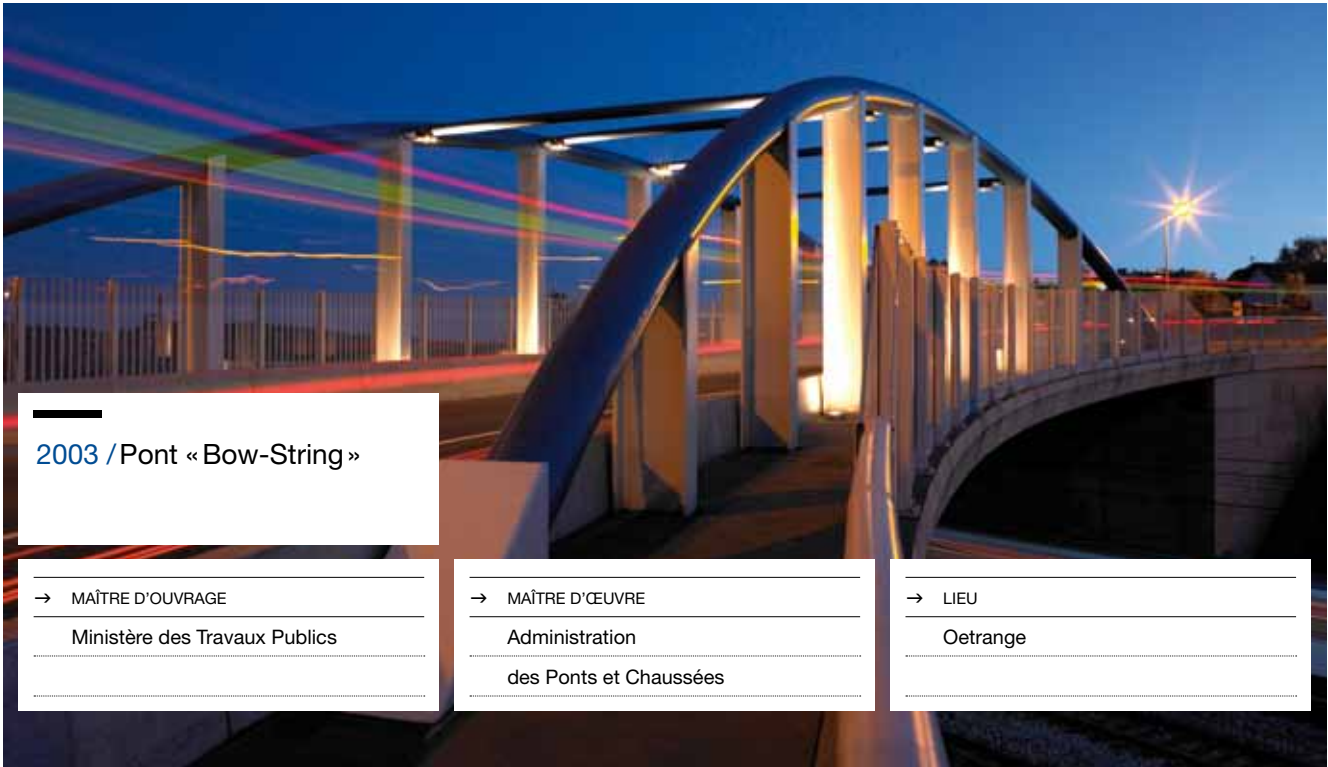 2003 / Pont « Bow-String »
→ MAÎTRE D'OUVRAGE
Ministère des Travaux Publics
→ MAÎTRE D'ŒUVRE
Administration
des Ponts et Chaussées
→ LIEU
Oetrange